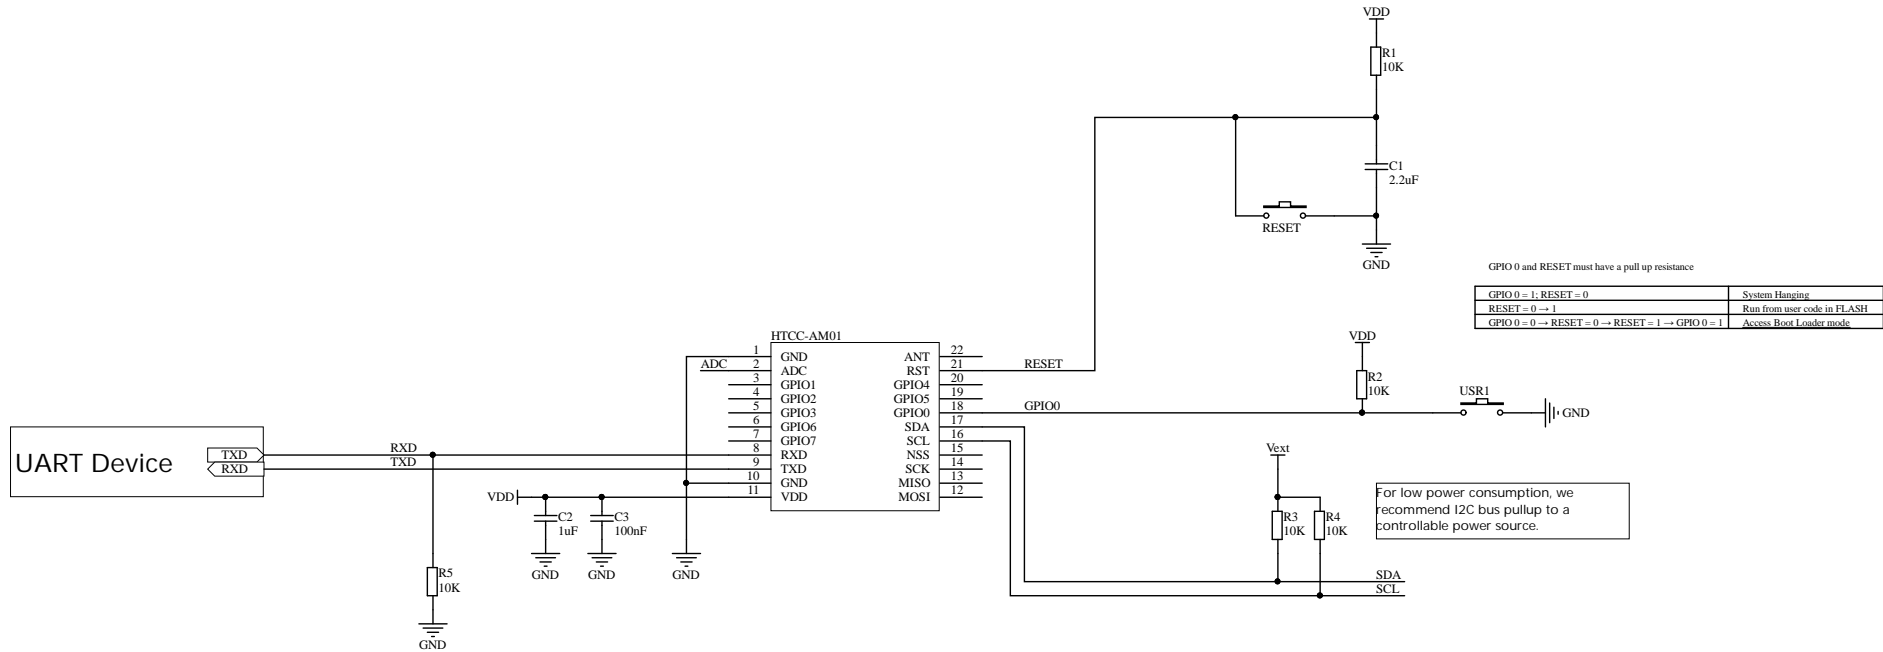 VDD
R1
10K
C1
2.2uF
RESET
GND
GPIO 0 and RESET must have a pull up resistance
GPIO 0 = 1; RESET = 0 System Hanging
RESET = 0 → 1 Run from user code in FLASH
GPIO 0 = 0 → RESET = 0 → RESET = 1 → GPIO 0 = 1 Access Boot Loader mode
HTCC-AM01
1 GND ANT 22
ADC 2 ADC RST 21 RESET
3 GPIO1 GPIO4 20
4 GPIO2 GPIO5 19
5 GPIO3 GPIO0 18 GPIO0
6 GPIO6 SDA 17
7 GPIO7 SCL 16
RXD 8 RXD NSS 15
TXD 9 TXD SCK 14
10 GND MISO 13
VDD 11 VDD MOSI 12
VDD
R2
10K
USR1
GND
UART Device
TXD
RXD
C2
1uF
GND
C3
100nF
GND
GND
R5
10K
GND
Vext
R3
10K
R4
10K
SDA
SCL
For low power consumption, we
recommend I2C bus pullup to a
controllable power source.